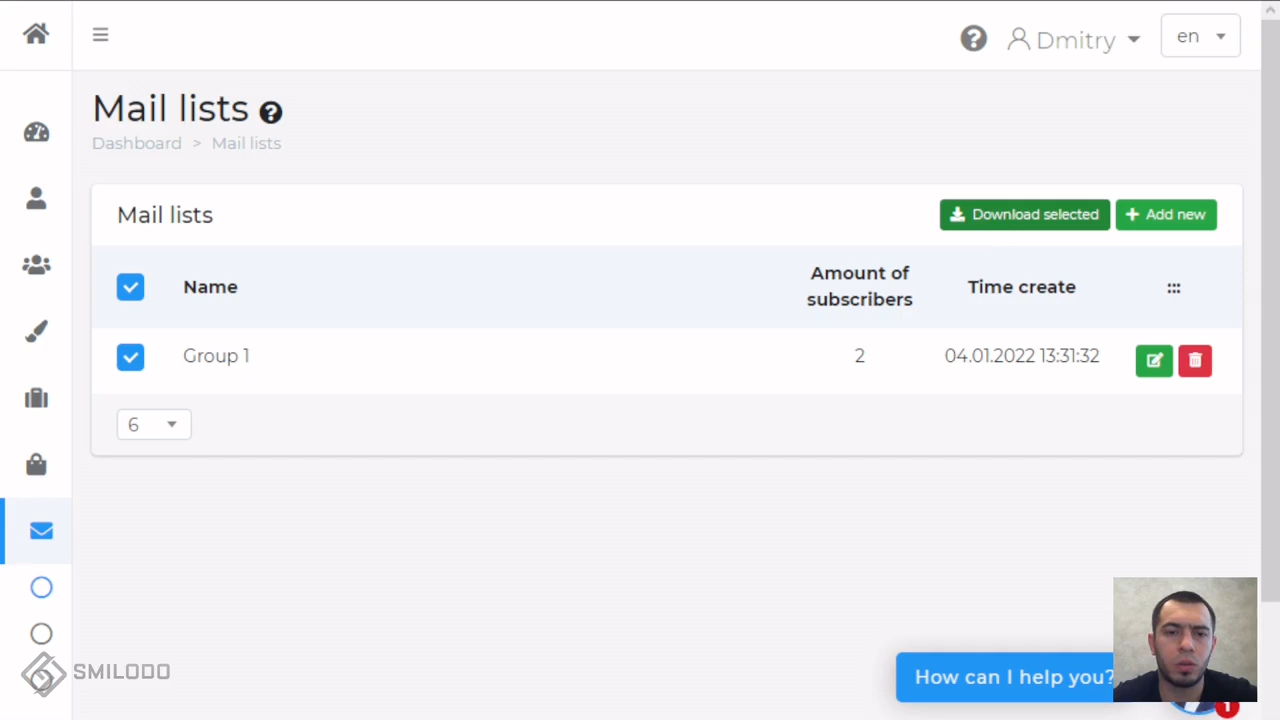 Dmitry
en
Mail lists
Dashboard > Mail lists
Mail lists
Download selected
Add new
Name
Amount of
subscribers
Time create
:::
Group 1
2
04.01.2022 13:31:32
6
SMILODO
How can I help you?
1